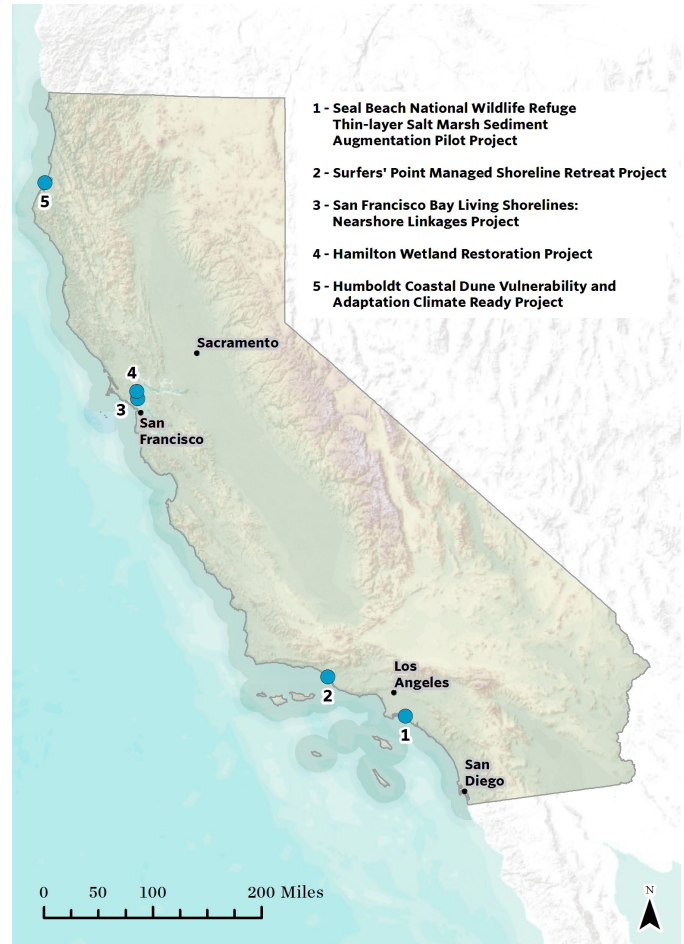 1 - Seal Beach National Wildlife Refuge
Thin-layer Salt Marsh Sediment
Augmentation Pilot Project
2 - Surfers' Point Managed Shoreline Retreat Project
3 - San Francisco Bay Living Shorelines:
Nearshore Linkages Project
4 - Hamilton Wetland Restoration Project
5 - Humboldt Coastal Dune Vulnerability and
Adaptation Climate Ready Project
5
Sacramento
4
3
San
Francisco
Los
Angeles
2
1
San
Diego
0 50 100 200 Miles
N